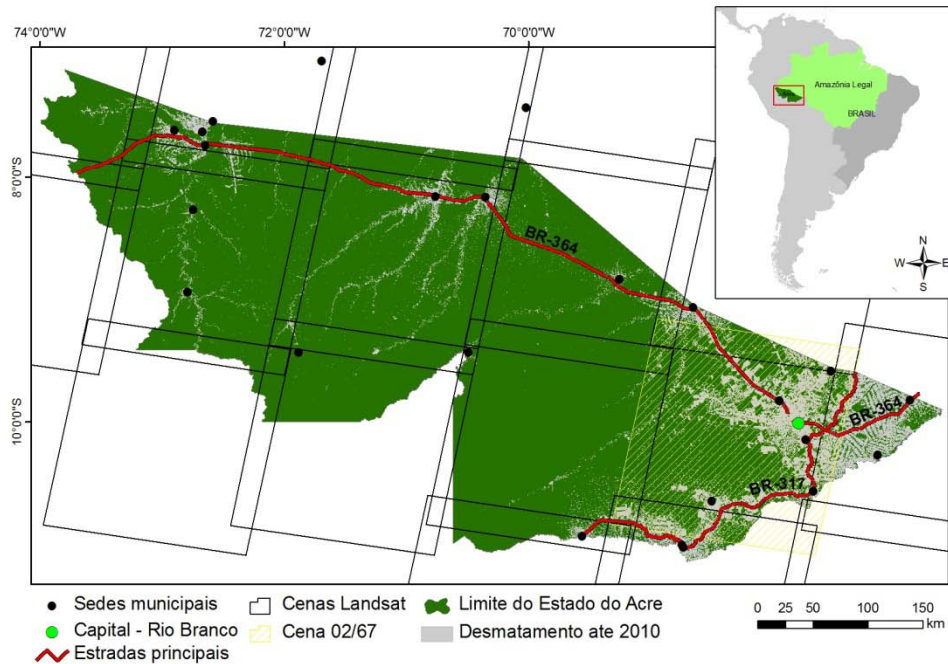 74°0'0"W 72°0'0"W 70°0'0"W
Amazônia Legal
BRASIL
N
W E
S
8°0'0"S
BR-364
10°0'0"S
BR-364
BR-317
Sedes municipais
Cenas Landsat
Limite do Estado do Acre
0 25 50 100 150
km
Capital - Rio Branco
Cena 02/67
Desmatamento ate 2010
Estradas principais